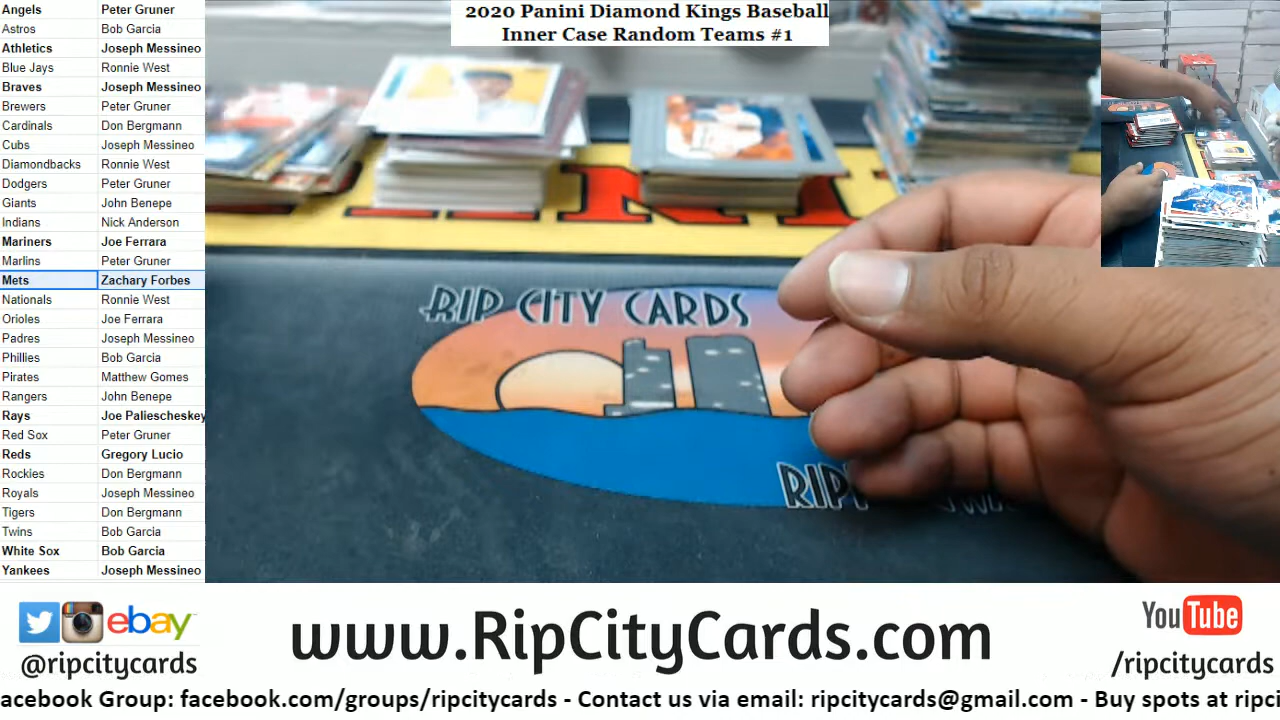 2020 Panini Diamond Kings Baseball
Inner Case Random Teams #1
Angels Peter Gruner
Astros Bob Garcia
Athletics Joseph Messineo
Blue Jays Ronnie West
Braves Joseph Messineo
Brewers Peter Gruner
Cardinals Don Bergmann
Cubs Joseph Messineo
Diamondbacks Ronnie West
Dodgers Peter Gruner
Giants John Benepe
Indians Nick Anderson
Mariners Joe Ferrara
Marlins Peter Gruner
Mets Zachary Forbes
Nationals Ronnie West
Orioles Joe Ferrara
Padres Joseph Messineo
Phillies Bob Garcia
Pirates Matthew Gomes
Rangers John Benepe
Rays Joe Paliescheskey
Red Sox Peter Gruner
Reds Gregory Lucio
Rockies Don Bergmann
Royals Joseph Messineo
Tigers Don Bergmann
Twins Bob Garcia
White Sox Bob Garcia
Yankees Joseph Messineo
RIP CITY CARDS
ebay
@ripcitycards
www.RipCityCards.com
YouTube
/ripcitycards
acebook Group: facebook.com/groups/ripcitycards - Contact us via email: ripcitycards@gmail.com - Buy spots at ripci